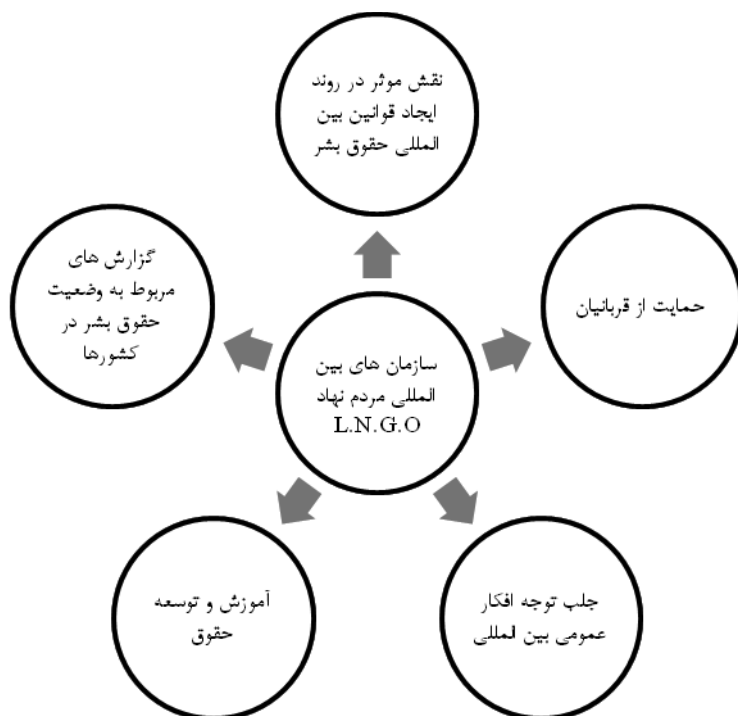 نقش موثر در روند
ایجاد قوانین بین
المللی حقوق بشر
حمایت از قربانیان
گزارش های
مربوط به وضعیت
حقوق بشر در
کشورها
سازمان های بین
المللی مردم نهاد
L.N.G.O
جلب توجه افکار
عمومی بین المللی
آموزش و توسعه
حقوق